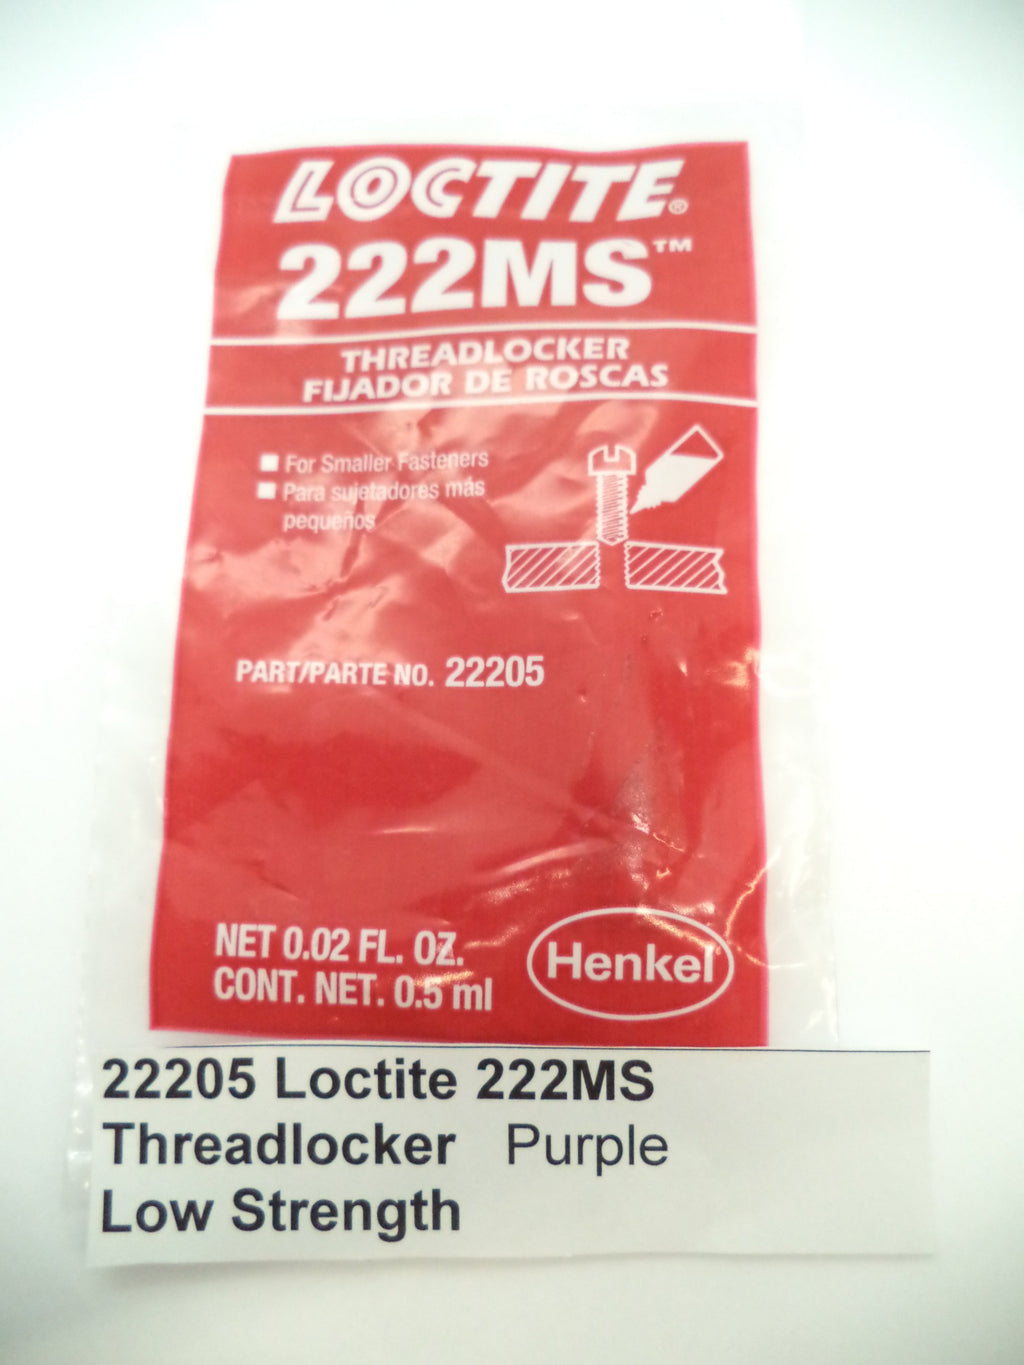 LOCTITE®
222MS™
THREADLOCKER
FIJADOR DE ROSCAS
For Smaller Fasteners
Para sujetadores más
pequeños
PART/PARTE NO. 22205
NET 0.02 FL. OZ.
CONT. NET. 0.5 ml
Henkel
22205 Loctite 222MS
Threadlocker Purple
Low Strength